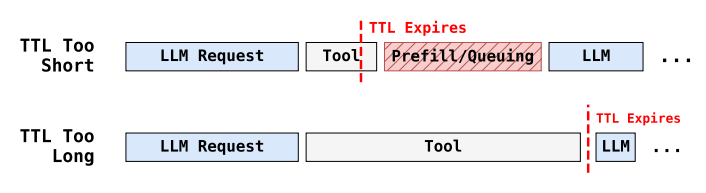 TTL Expires
TTL Too
Short
LLM Request
Tool
Prefill/Queuing
LLM
...
TTL Expires
TTL Too
Long
LLM Request
Tool
LLM
...